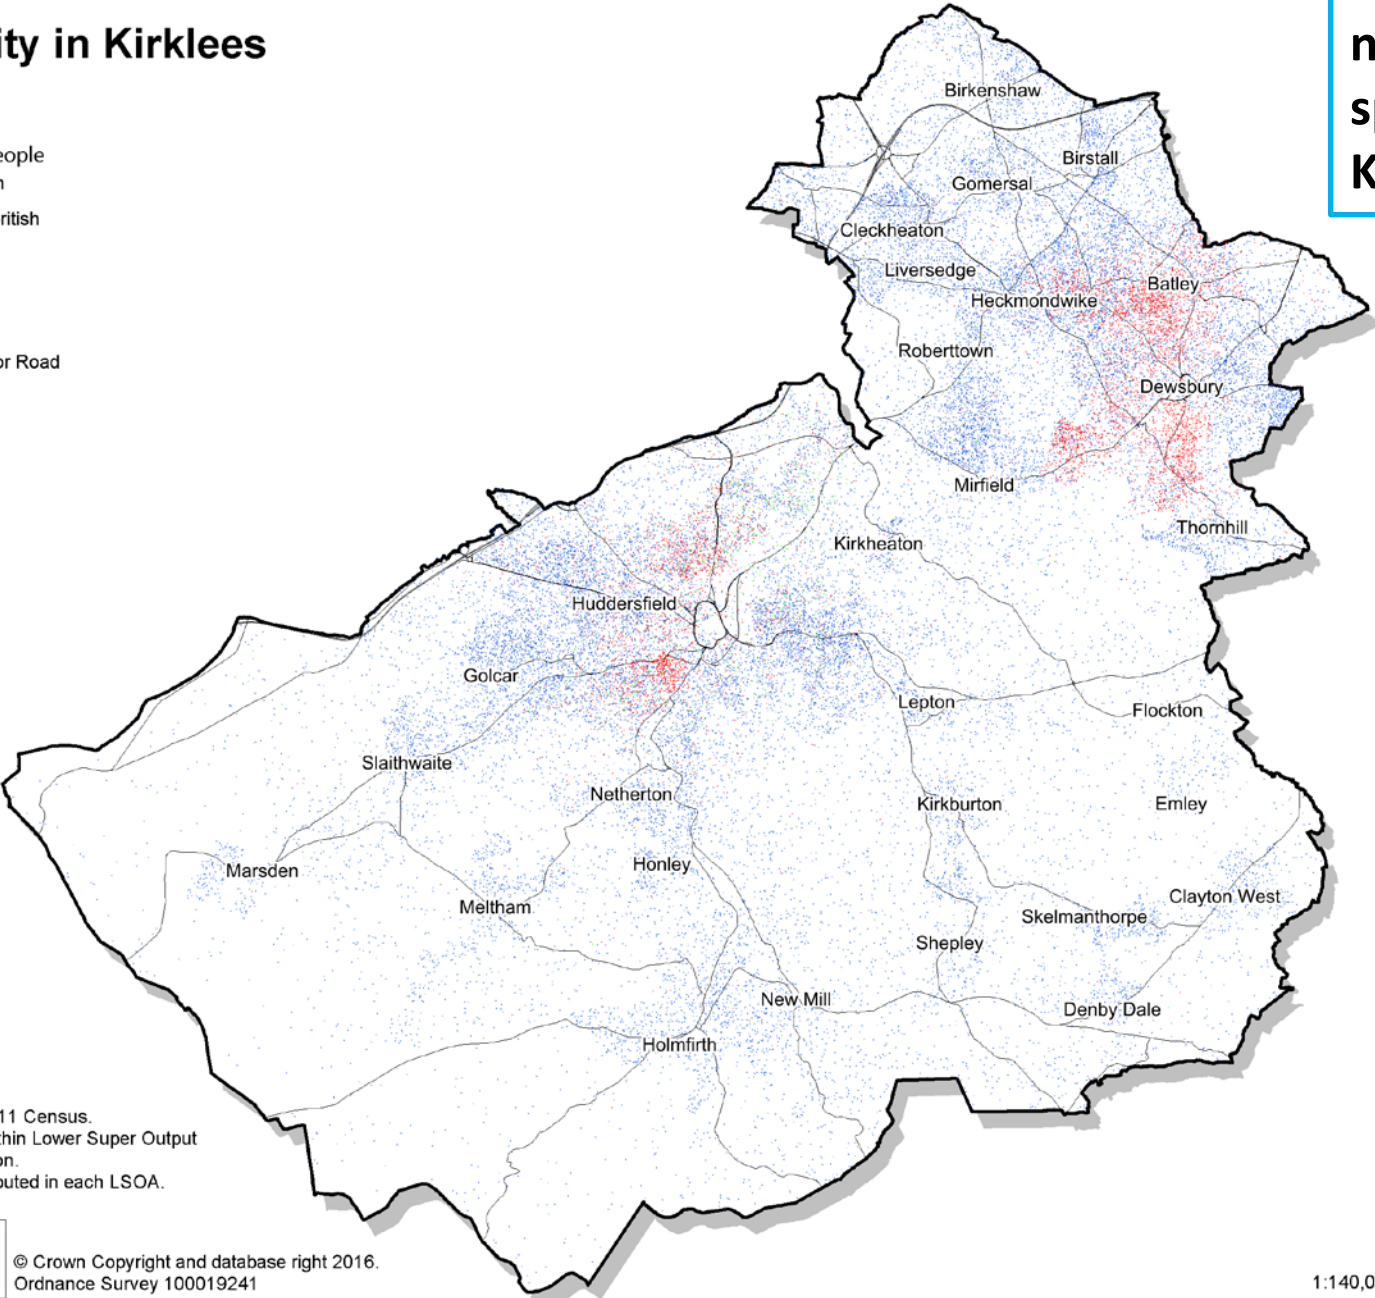 ity in Kirklees
eople
n
ritish
or Road
n
sp
K
Birkenshaw
Birstall
Gomersal
Cleckheaton
Liversedge
Batley
Heckmondwike
Roberttown
Dewsbury
Mirfield
Thornhill
Kirkheaton
Huddersfield
Golcar
Lepton
Flockton
Slaithwaite
Netherton
Kirkburton
Emley
Honley
Marsden
Clayton West
Meltham
Skelmanthorpe
Shepley
New Mill
Denby Dale
Holmfirth
11 Census.
thin Lower Super Output
on.
outed in each LSOA.
© Crown Copyright and database right 2016.
Ordnance Survey 100019241
1:140,0